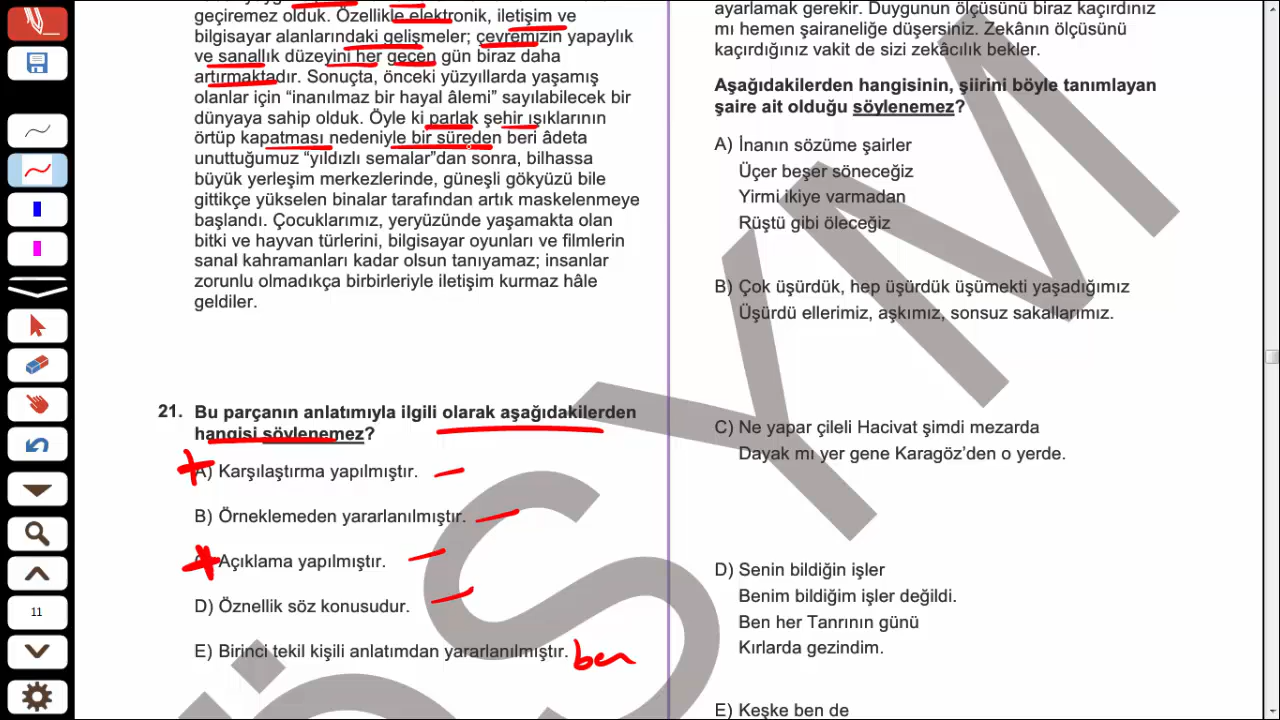 geçiremez olduk. Özellikle elektronik, iletişim ve
bilgisayar alanlarındaki gelişmeler; çevremizin yapaylık
ve sanallık düzeyini her geçen gün biraz daha
artırmaktadır. Sonuçta, önceki yüzyıllarda yaşamış
olanlar için “inanılmaz bir hayal âlemi” sayılabilecek bir
dünyaya sahip olduk. Öyle ki parlak şehir ışıklarının
örtüp kapatması nedeniyle bir süreden beri âdeta
unuttuğumuz “yıldızlı semalar”dan sonra, bilhassa
büyük yerleşim merkezlerinde, güneşli gökyüzü bile
gittikçe yükselen binalar tarafından artık maskelenmeye
başlandı. Çocuklarımız, yeryüzünde yaşamakta olan
bitki ve hayvan türlerini, bilgisayar oyunları ve filmlerin
sanal kahramanları kadar olsun tanıyamaz; insanlar
zorunlu olmadıkça birbirleriyle iletişim kurmaz hâle
geldiler.
21. Bu parçanın anlatımıyla ilgili olarak aşağıdakilerden
hangisi söylenemez?
A) Karşılaştırma yapılmıştır.
B) Örneklemeden yararlanılmıştır.
C) Açıklama yapılmıştır.
D) Öznellik söz konusudur.
E) Birinci tekil kişili anlatımdan yararlanılmıştır. ben
ayarlamak gerekir. Duygunun ölçüsünü biraz kaçırdınız
mı hemen şairaneliğe düşersiniz. Zekânın ölçüsünü
kaçırdığınız vakit de sizi zekâcılık bekler.
Aşağıdakilerden hangisinin, şiirini böyle tanımlayan
şaire ait olduğu söylenemez?
A) İnanın sözüme şairler
Üçer beşer söneceğiz
Yirmi ikiye varmadan
Rüştü gibi öleceğiz
B) Çok üşürdük, hep üşürdük üşümekti yaşadığımız
Üşürdü ellerimiz, aşkımız, sonsuz sakallarımız.
C) Ne yapar çileli Hacivat şimdi mezarda
Dayak mı yer gene Karagöz’den o yerde.
D) Senin bildiğin işler
Benim bildiğim işler değildi.
Ben her Tanrının günü
Kırlarda gezindim.
E) Keşke ben de
11
ÖSYM